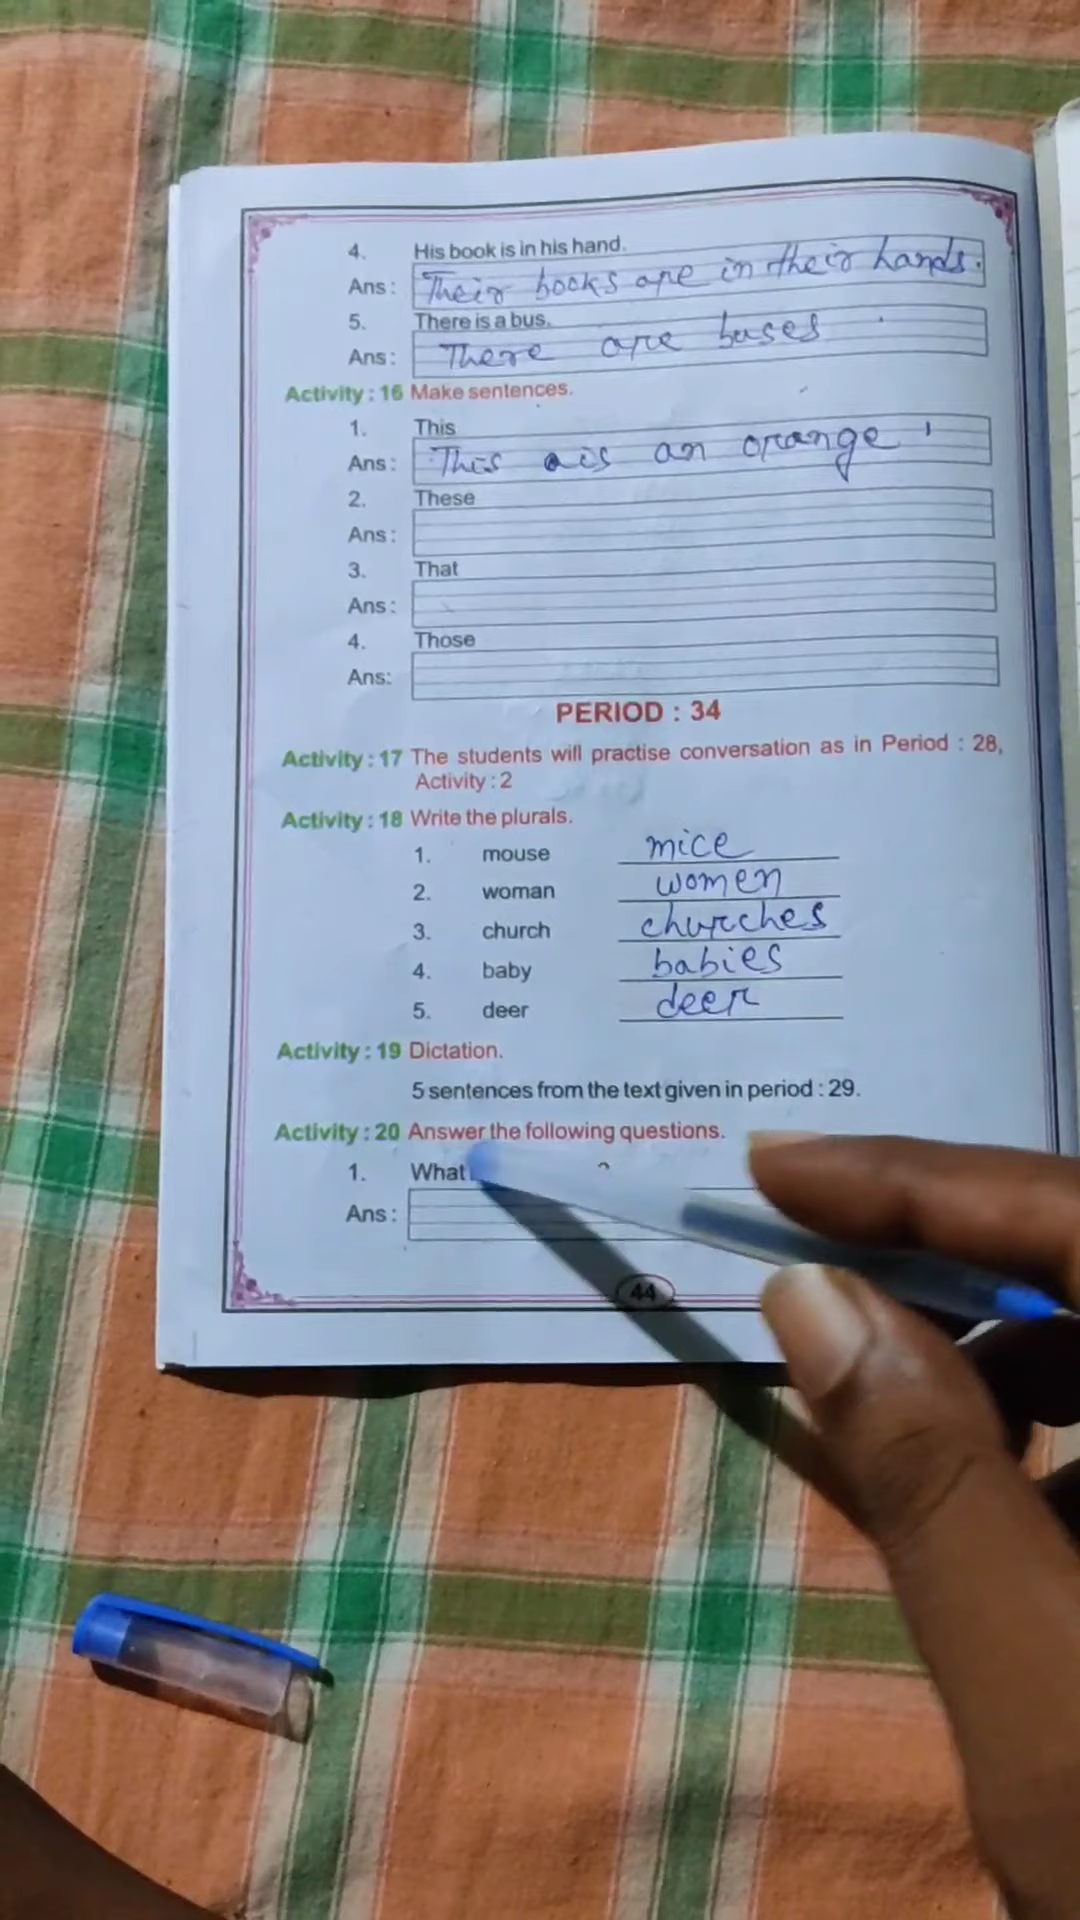 4. His book is in his hand.
Ans : Their books are in their hands.
5. There is a bus.
Ans : There are buses .
Activity : 16 Make sentences.
1. This
Ans : This is an orange
2. These
Ans :
3. That
Ans :
4. Those
Ans:
PERIOD : 34
Activity : 17 The students will practise conversation as in Period : 28,
Activity : 2
Activity : 18 Write the plurals.
1. mouse mice
2. woman women
3. church churches
4. baby babies
5. deer deer
Activity : 19 Dictation.
5 sentences from the text given in period : 29.
Activity : 20 Answer the following questions.
1. What
Ans :
44